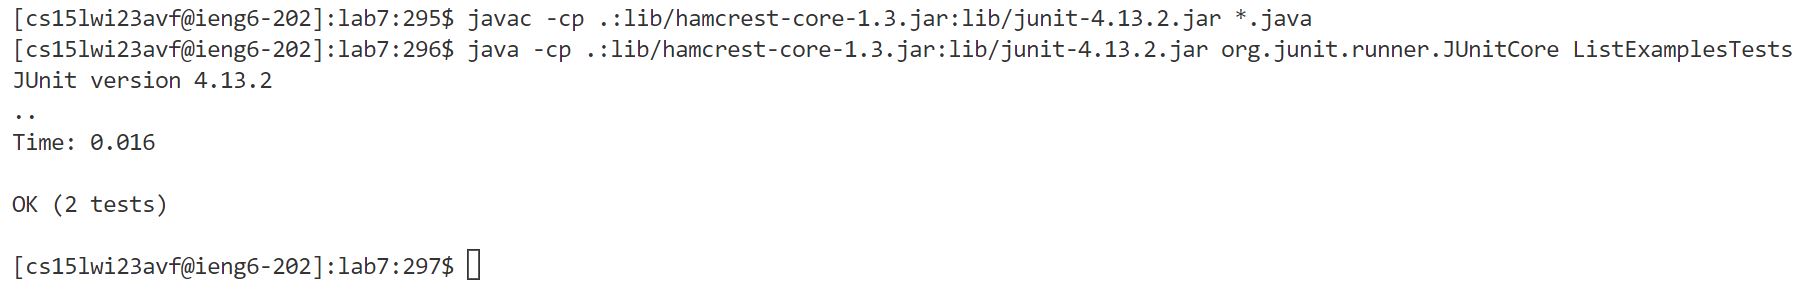 [cs15lwi23avf@ieng6-202]:lab7:295$ javac -cp .:lib/hamcrest-core-1.3.jar:lib/junit-4.13.2.jar *.java
[cs15lwi23avf@ieng6-202]:lab7:296$ java -cp .:lib/hamcrest-core-1.3.jar:lib/junit-4.13.2.jar org.junit.runner.JUnitCore ListExamplesTests
JUnit version 4.13.2
..
Time: 0.016
OK (2 tests)
[cs15lwi23avf@ieng6-202]:lab7:297$